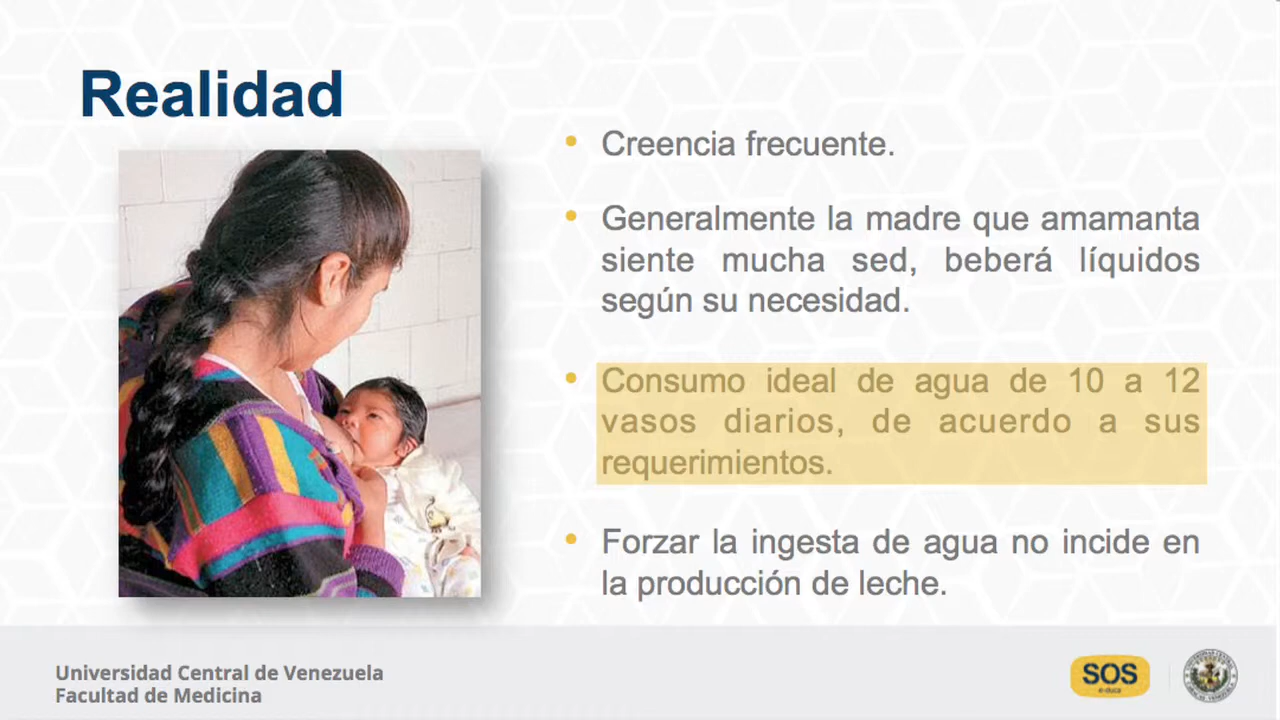 Realidad
Creencia frecuente.
Generalmente la madre que amamanta
siente mucha sed, beberá líquidos
según su necesidad.
Consumo ideal de agua de 10 a 12
vasos diarios, de acuerdo a sus
requerimientos.
Forzar la ingesta de agua no incide en
la producción de leche.
Universidad Central de Venezuela
Facultad de Medicina
SOS
e-duca